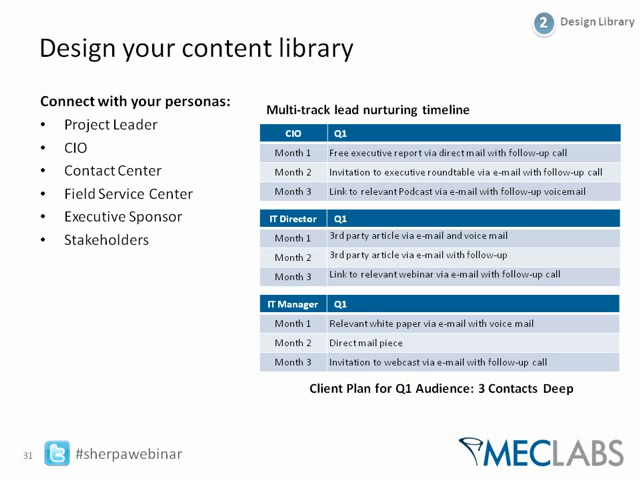 2 Design Library
Design your content library
Connect with your personas:
• Project Leader
• CIO
• Contact Center
• Field Service Center
• Executive Sponsor
• Stakeholders
Multi-track lead nurturing timeline
CIO Q1
Month 1 Free executive report via direct mail with follow-up call
Month 2 Invitation to executive roundtable via e-mail with follow-up call
Month 3 Link to relevant Podcast via e-mail with follow-up voicemail
IT Director Q1
Month 1 3rd party article via e-mail and voice mail
Month 2 3rd party article via e-mail with follow-up
Month 3 Link to relevant webinar via e-mail with follow-up call
IT Manager Q1
Month 1 Relevant white paper via e-mail with voice mail
Month 2 Direct mail piece
Month 3 Invitation to webcast via e-mail with follow-up call
Client Plan for Q1 Audience: 3 Contacts Deep
31 #sherpawebinar
MECLABS